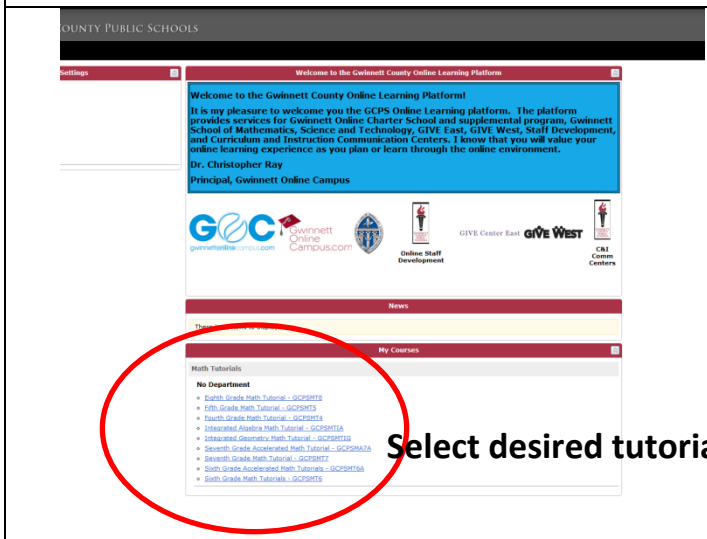 OUNTY PUBLIC SCHOOLS
Settings
Welcome to the Gwinnett County Online Learning Platform
Welcome to the Gwinnett County Online Learning Platform!
It is my pleasure to welcome you the GCPS Online Learning platform. The platform
provides services for Gwinnett Online Charter School and supplemental program, Gwinnett
School of Mathematics, Science and Technology, GIVE East, GIVE West, Staff Development,
and Curriculum and Instruction Communication Centers. I know that you will value your
online learning experience as you plan or learn through the online environment.
Dr. Christopher Ray
Principal, Gwinnett Online Campus
GOC
gwinnettonlinecampus.com
Gwinnett
Online
Campus.com
Online Staff
Development
GIVE Center East
GIVE WEST
C&I
Comm
Centers
News
There
My Courses
Math Tutorials
No Department
Eighth Grade Math Tutorial - GCPSMT8
Fifth Grade Math Tutorial - GCPSMT5
Fourth Grade Math Tutorial - GCPSMT4
Integrated Algebra Math Tutorial - GCPSMTIA
Integrated Geometry Math Tutorial - GCPSMTIG
Seventh Grade Accelerated Math Tutorial - GCPSMA7A
Seventh Grade Math Tutorial - GCPSMT7
Sixth Grade Accelerated Math Tutorials - GCPSMT6A
Sixth Grade Math Tutorials - GCPSMT6
Select desired tutoria